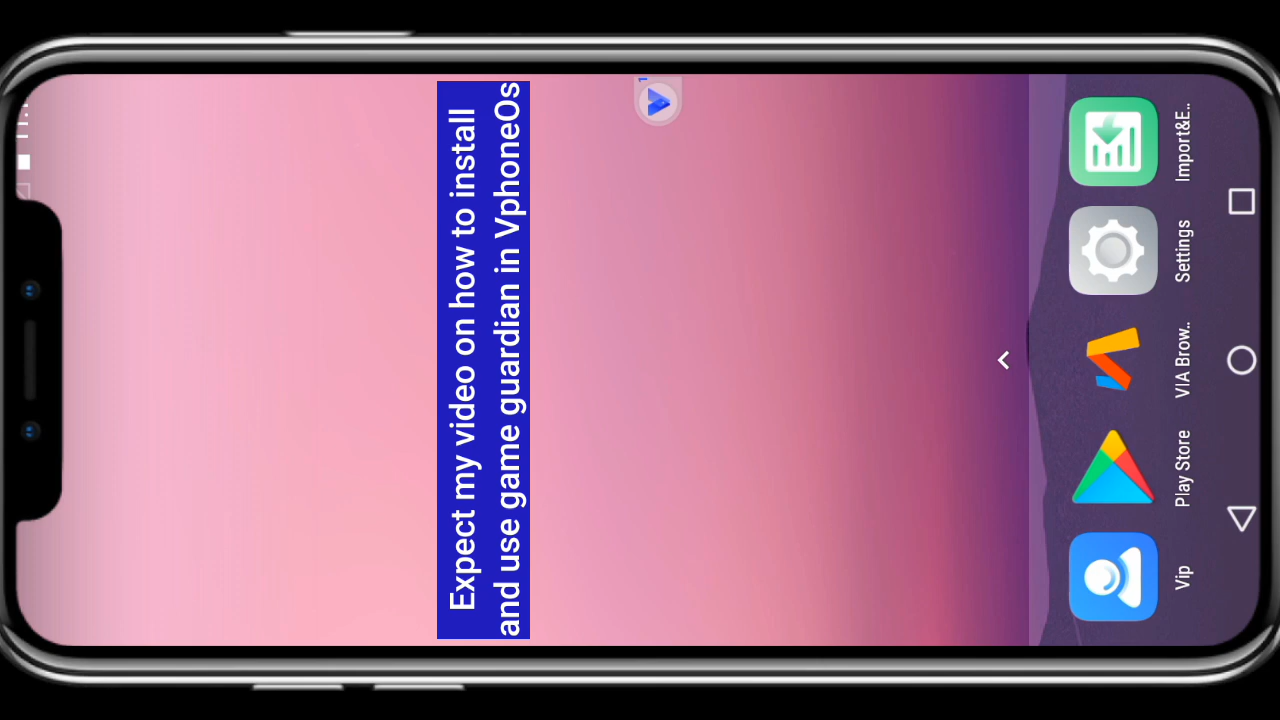 Expect my video on how to install
and use game guardian in VphoneOs
Vip
Play Store
VIA Brow..
Settings
Import&E..
1